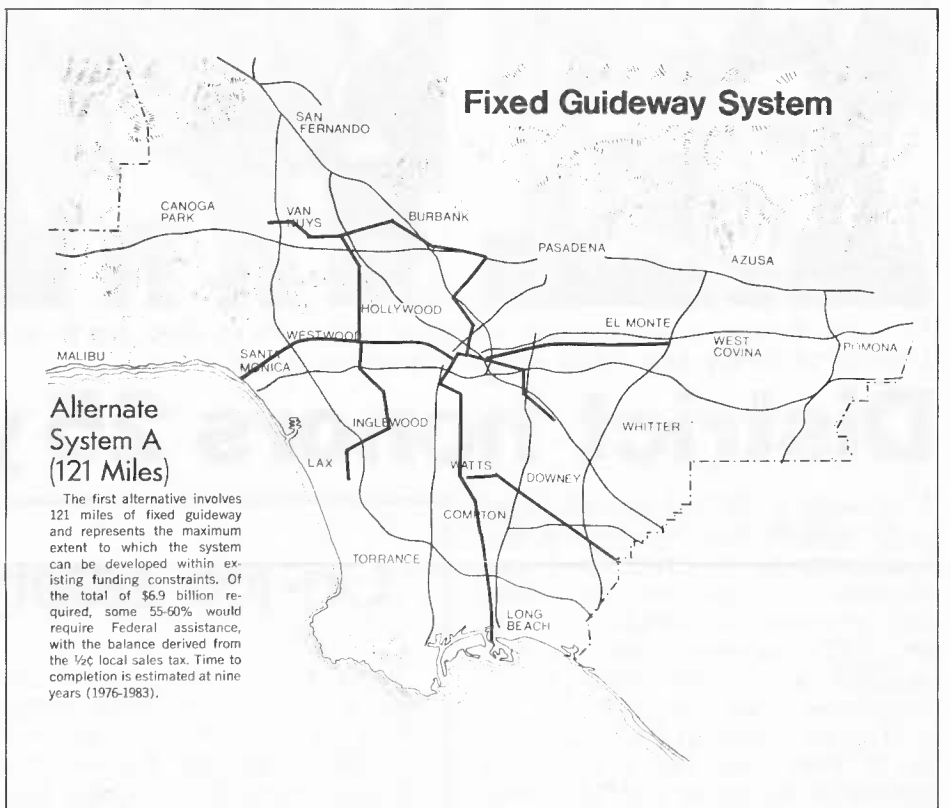 Fixed Guideway System
SAN
FERNANDO
CANOGA
PARK
VAN
NUYS
BURBANK
PASADENA
AZUSA
HOLLYWOOD
EL MONTE
WESTWOOD
WEST
COVINA
POMONA
MALIBU
SANTA
MONICA
INGLEWOOD
WHITTER
LAX
WATTS
DOWNEY
COMPTON
TORRANCE
LONG
BEACH
Alternate
System A
(121 Miles)
The first alternative involves
121 miles of fixed guideway
and represents the maximum
extent to which the system
can be developed within ex-
isting funding constraints. Of
the total of $6.9 billion re-
quired, some 55-60% would
require Federal assistance,
with the balance derived from
the ½¢ local sales tax. Time to
completion is estimated at nine
years (1976-1983).